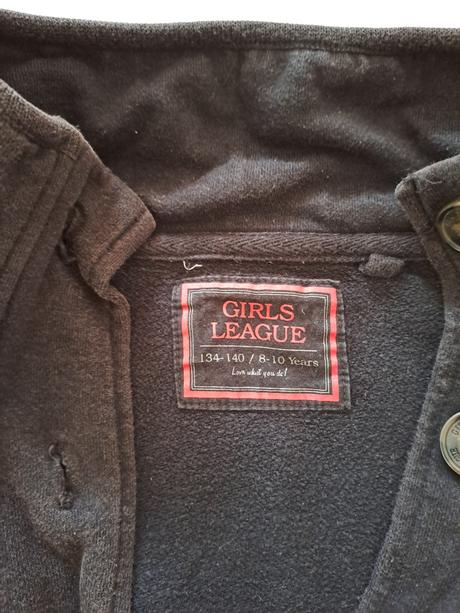 GIRLS
LEAGUE
134-140 / 8-10 Years
Love what you do!